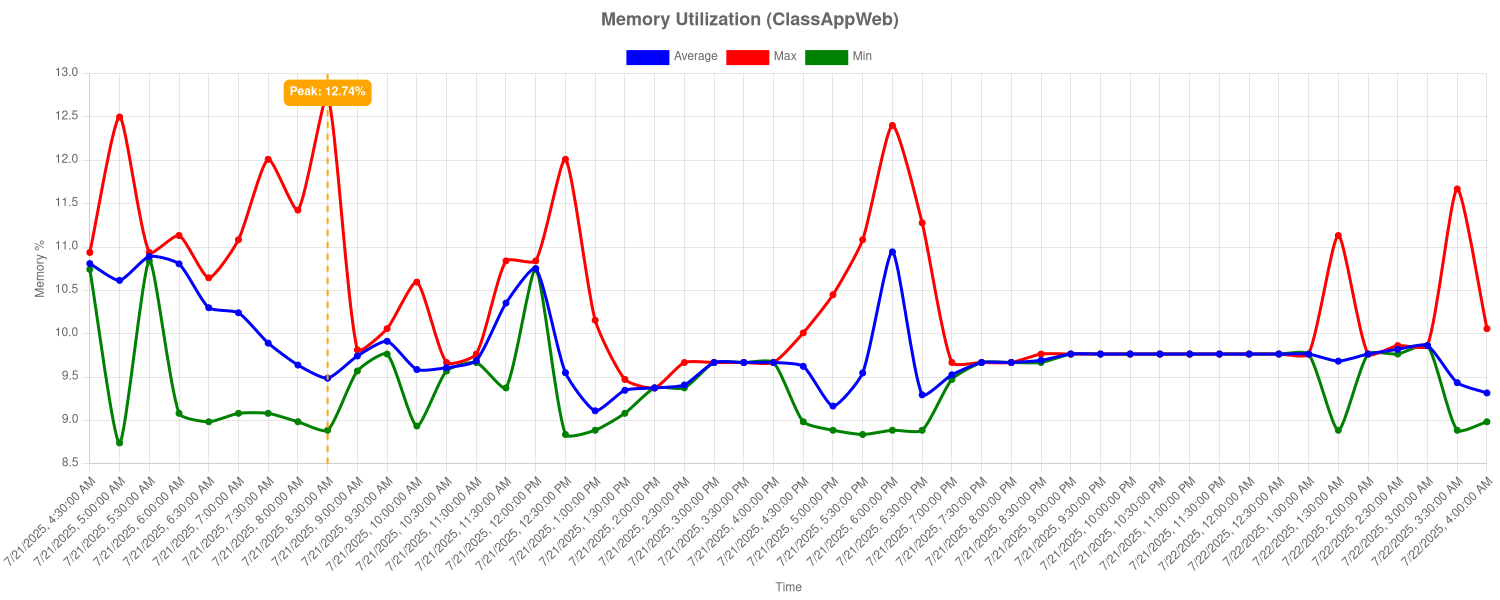 Memory Utilization (ClassAppWeb)
Average Max Min
Peak: 12.74%
Memory %
13.0
12.5
12.0
11.5
11.0
10.5
10.0
9.5
9.0
8.5
7/21/2025, 4:30:00 AM
7/21/2025, 5:00:00 AM
7/21/2025, 5:30:00 AM
7/21/2025, 6:00:00 AM
7/21/2025, 6:30:00 AM
7/21/2025, 7:00:00 AM
7/21/2025, 7:30:00 AM
7/21/2025, 8:00:00 AM
7/21/2025, 8:30:00 AM
7/21/2025, 9:00:00 AM
7/21/2025, 9:30:00 AM
7/21/2025, 10:00:00 AM
7/21/2025, 10:30:00 AM
7/21/2025, 11:00:00 AM
7/21/2025, 11:30:00 AM
7/21/2025, 12:00:00 PM
7/21/2025, 12:30:00 PM
7/21/2025, 1:00:00 PM
7/21/2025, 1:30:00 PM
7/21/2025, 2:00:00 PM
7/21/2025, 2:30:00 PM
7/21/2025, 3:00:00 PM
7/21/2025, 3:30:00 PM
7/21/2025, 4:00:00 PM
7/21/2025, 4:30:00 PM
7/21/2025, 5:00:00 PM
7/21/2025, 5:30:00 PM
7/21/2025, 6:00:00 PM
7/21/2025, 6:30:00 PM
7/21/2025, 7:00:00 PM
7/21/2025, 7:30:00 PM
7/21/2025, 8:00:00 PM
7/21/2025, 8:30:00 PM
7/21/2025, 9:00:00 PM
7/21/2025, 9:30:00 PM
7/21/2025, 10:00:00 PM
7/21/2025, 10:30:00 PM
7/21/2025, 11:00:00 PM
7/21/2025, 11:30:00 PM
7/22/2025, 12:00:00 AM
7/22/2025, 12:30:00 AM
7/22/2025, 1:00:00 AM
7/22/2025, 1:30:00 AM
7/22/2025, 2:00:00 AM
7/22/2025, 2:30:00 AM
7/22/2025, 3:00:00 AM
7/22/2025, 3:30:00 AM
7/22/2025, 4:00:00 AM
Time